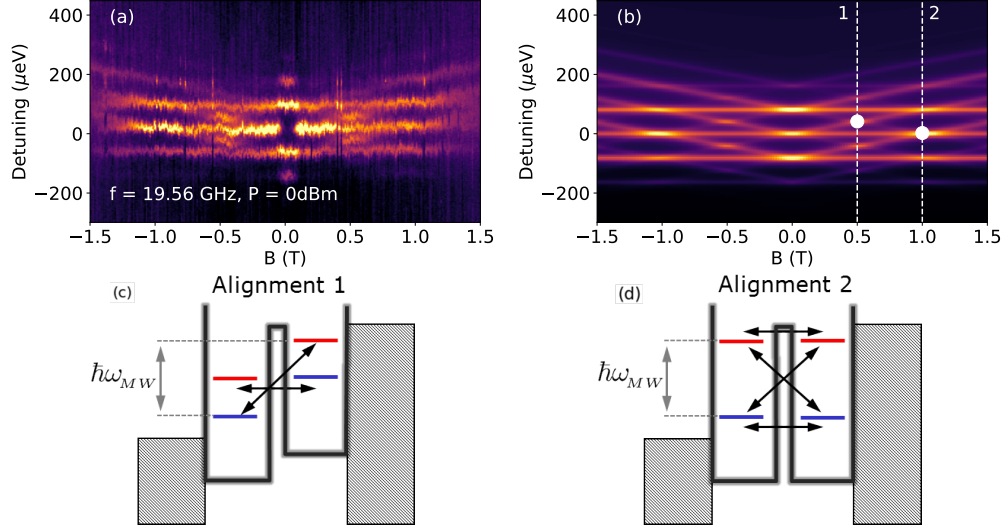 (a)
Detuning (μeV)
400
200
0
−200
f = 19.56 GHz, P = 0dBm
−1.5 −1.0 −0.5 0.0 0.5 1.0 1.5
B (T)
(b)
1
2
Detuning (μeV)
400
200
0
−200
−1.5 −1.0 −0.5 0.0 0.5 1.0 1.5
B (T)
(c)
Alignment 1
ℏω_MW
(d)
Alignment 2
ℏω_MW